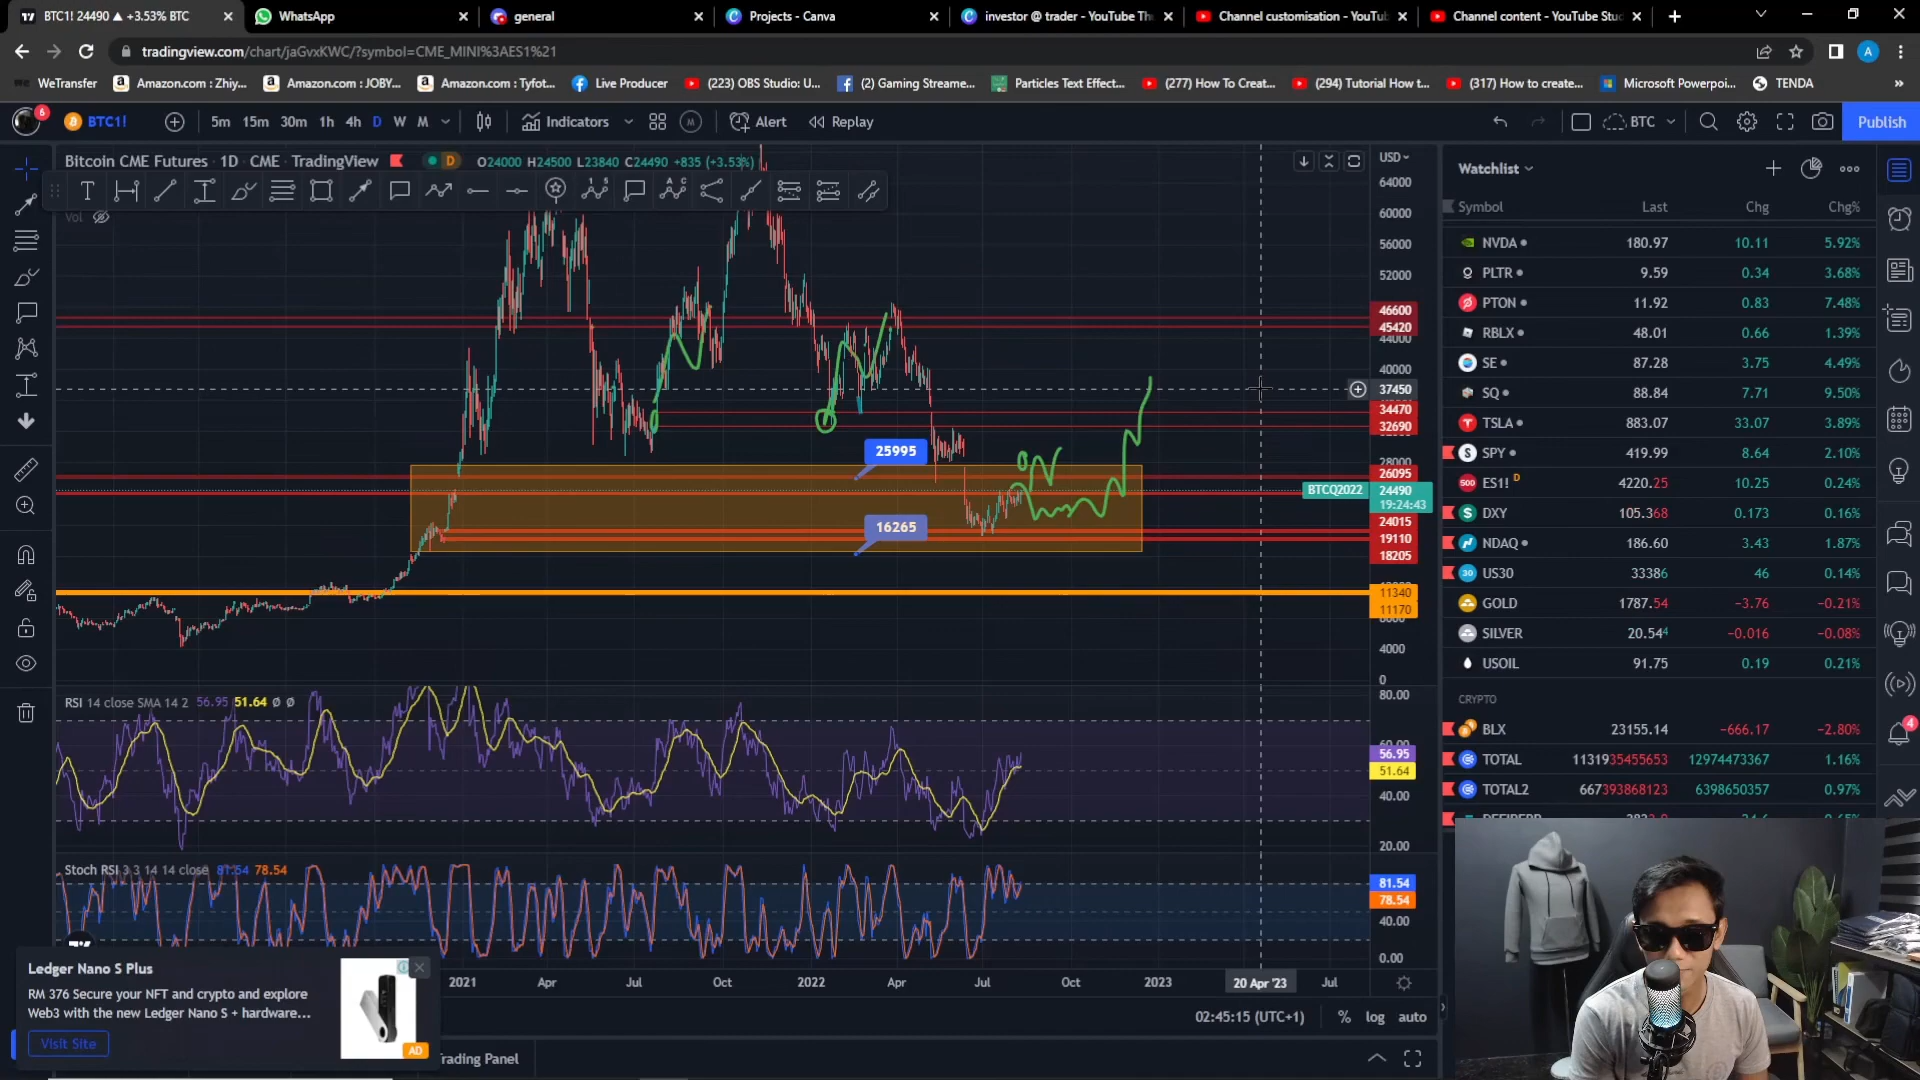 BTC1! 24490 ▲ +3.53% BTC
WhatsApp
general
Projects - Canva
investor @ trader - YouTube Th
Channel customisation - YouTu
Channel content - YouTube Stu
tradingview.com/chart/jaGvxKWC/?symbol=CME_MINI%3AES1%21
A
WeTransfer
Amazon.com : Zhiy...
Amazon.com : JOBY...
Amazon.com : Tyfot...
Live Producer
(223) OBS Studio: U...
(2) Gaming Streame...
Particles Text Effect...
(277) How To Creat...
(294) Tutorial How t...
(317) How to create...
Microsoft Powerpoi...
TENDA
»
6
BTC1!
5m 15m 30m 1h 4h D W M
Indicators
M
Alert
Replay
BTC
Publish
Bitcoin CME Futures · 1D · CME · TradingView
D
O24000 H24500 L23840 C24490 +835 (+3.53%)
Vol
USD
64000
60000
56000
52000
46600
45420
44000
40000
37450
34470
32690
28000
26095
BTCQ2022
24490
19:24:43
24015
19110
18205
11340
11170
8000
4000
0
25995
16265
RSI 14 close SMA 14 2 56.95 51.64 Ø Ø
80.00
60.00
56.95
51.64
40.00
20.00
Stoch RSI 3 3 14 14 close 81.54 78.54
81.54
78.54
40.00
0.00
2021
Apr
Jul
Oct
2022
Apr
Jul
Oct
2023
20 Apr '23
Jul
02:45:15 (UTC+1)
%
log
auto
Trading Panel
Ledger Nano S Plus
RM 376 Secure your NFT and crypto and explore
Web3 with the new Ledger Nano S + hardware...
Visit Site
AD
Watchlist
Symbol Last Chg Chg%
NVDA 180.97 10.11 5.92%
PLTR 9.59 0.34 3.68%
PTON 11.92 0.83 7.48%
RBLX 48.01 0.66 1.39%
SE 87.28 3.75 4.49%
SQ 88.84 7.71 9.50%
TSLA 883.07 33.07 3.89%
SPY 419.99 8.64 2.10%
ES1! D 4220.25 10.25 0.24%
DXY 105.368 0.173 0.16%
NDAQ 186.60 3.43 1.87%
US30 33386 46 0.14%
GOLD 1787.54 −3.76 −0.21%
SILVER 20.544 −0.016 −0.08%
USOIL 91.75 0.19 0.21%
CRYPTO
BLX 23155.14 −666.17 −2.80%
TOTAL 1131935455653 12974473367 1.16%
TOTAL2 667393868123 6398650357 0.97%
4